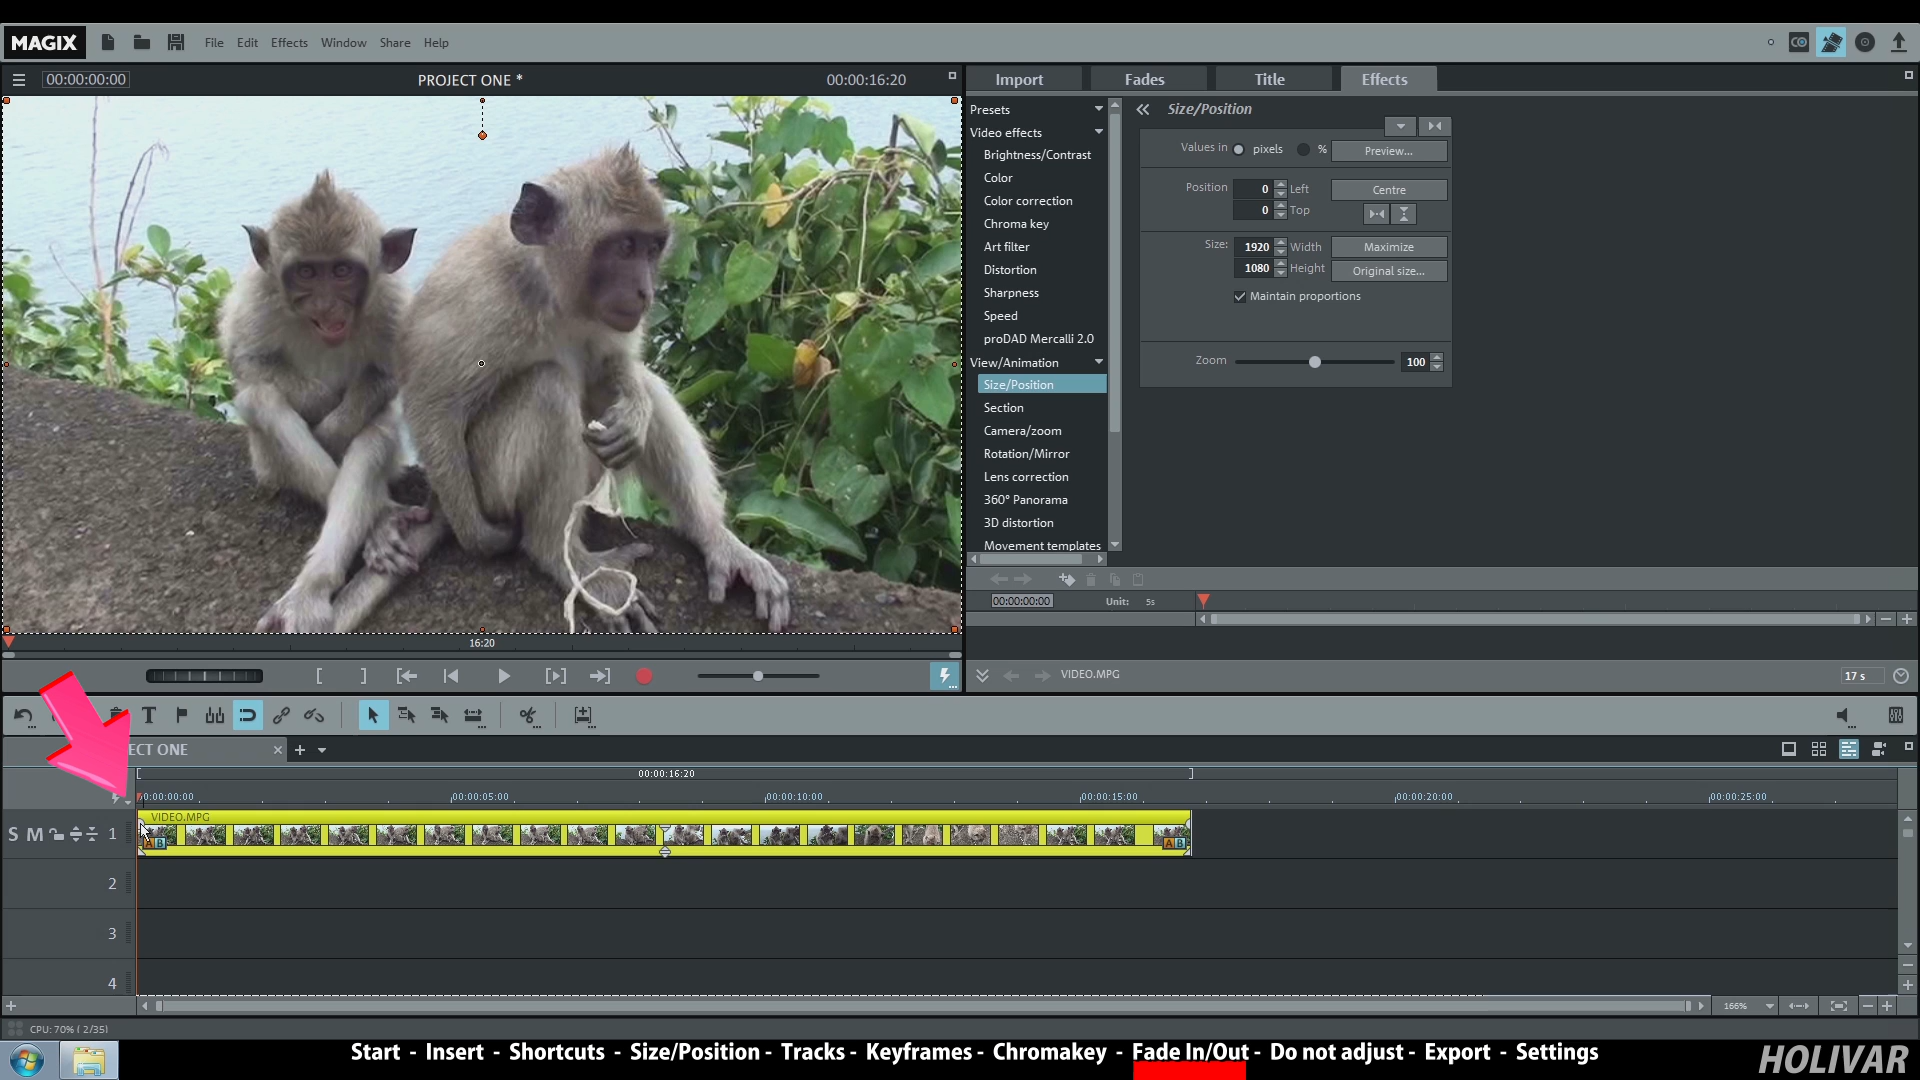 MAGIX File Edit Effects Window Share Help
00:00:00:00 PROJECT ONE * 00:00:16:20
Import Fades Title Effects
Presets
Video effects
Brightness/Contrast
Color
Color correction
Chroma key
Art filter
Distortion
Sharpness
Speed
proDAD Mercalli 2.0
View/Animation
Size/Position
Section
Camera/zoom
Rotation/Mirror
Lens correction
360° Panorama
3D distortion
Movement templates
Size/Position
Values in pixels % Preview...
Position 0 Left Centre
0 Top
Size: 1920 Width Maximize
1080 Height Original size...
Maintain proportions
Zoom 100
00:00:00:00 Unit: 5s
16:20
VIDEO.MPG 17 s
ECT ONE
00:00:16:20
00:00:00:00 00:00:05:00 00:00:10:00 00:00:15:00 00:00:20:00 00:00:25:00
VIDEO.MPG
S M 1
A B A B
2
3
4
166%
CPU: 70% ( 2/35)
Start - Insert - Shortcuts - Size/Position - Tracks - Keyframes - Chromakey - Fade In/Out - Do not adjust - Export - Settings
HOLIVAR